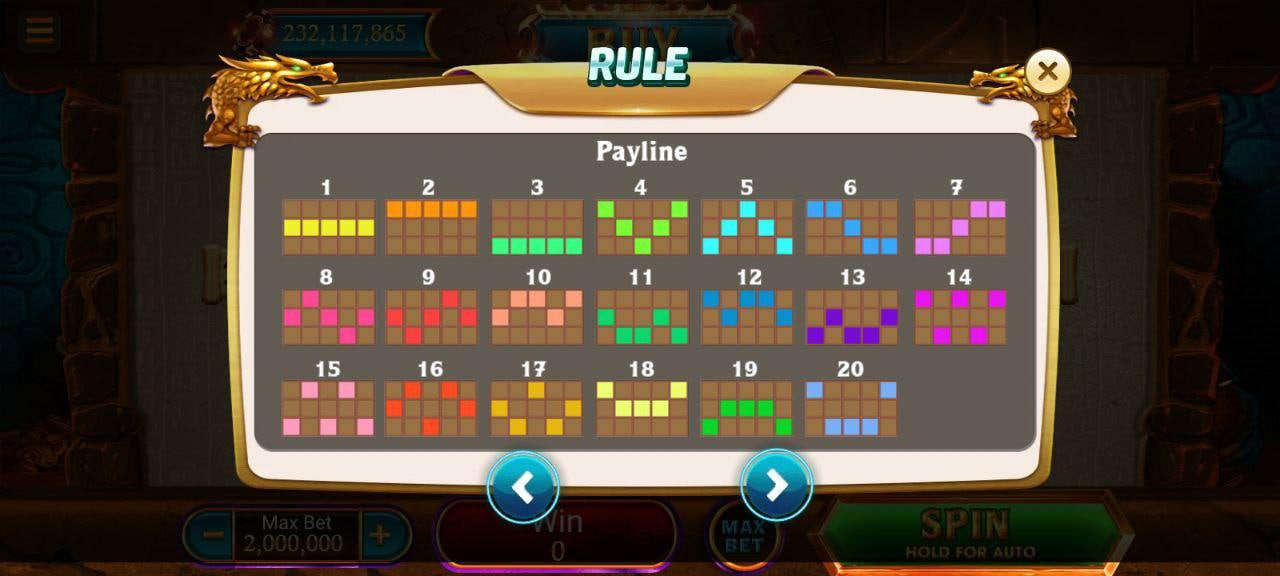 232,117,865
BUY
RULE
Payline
1 2 3 4 5 6 7
8 9 10 11 12 13 14
15 16 17 18 19 20
Max Bet
2,000,000
Win
0
MAX
BET
SPIN
HOLD FOR AUTO